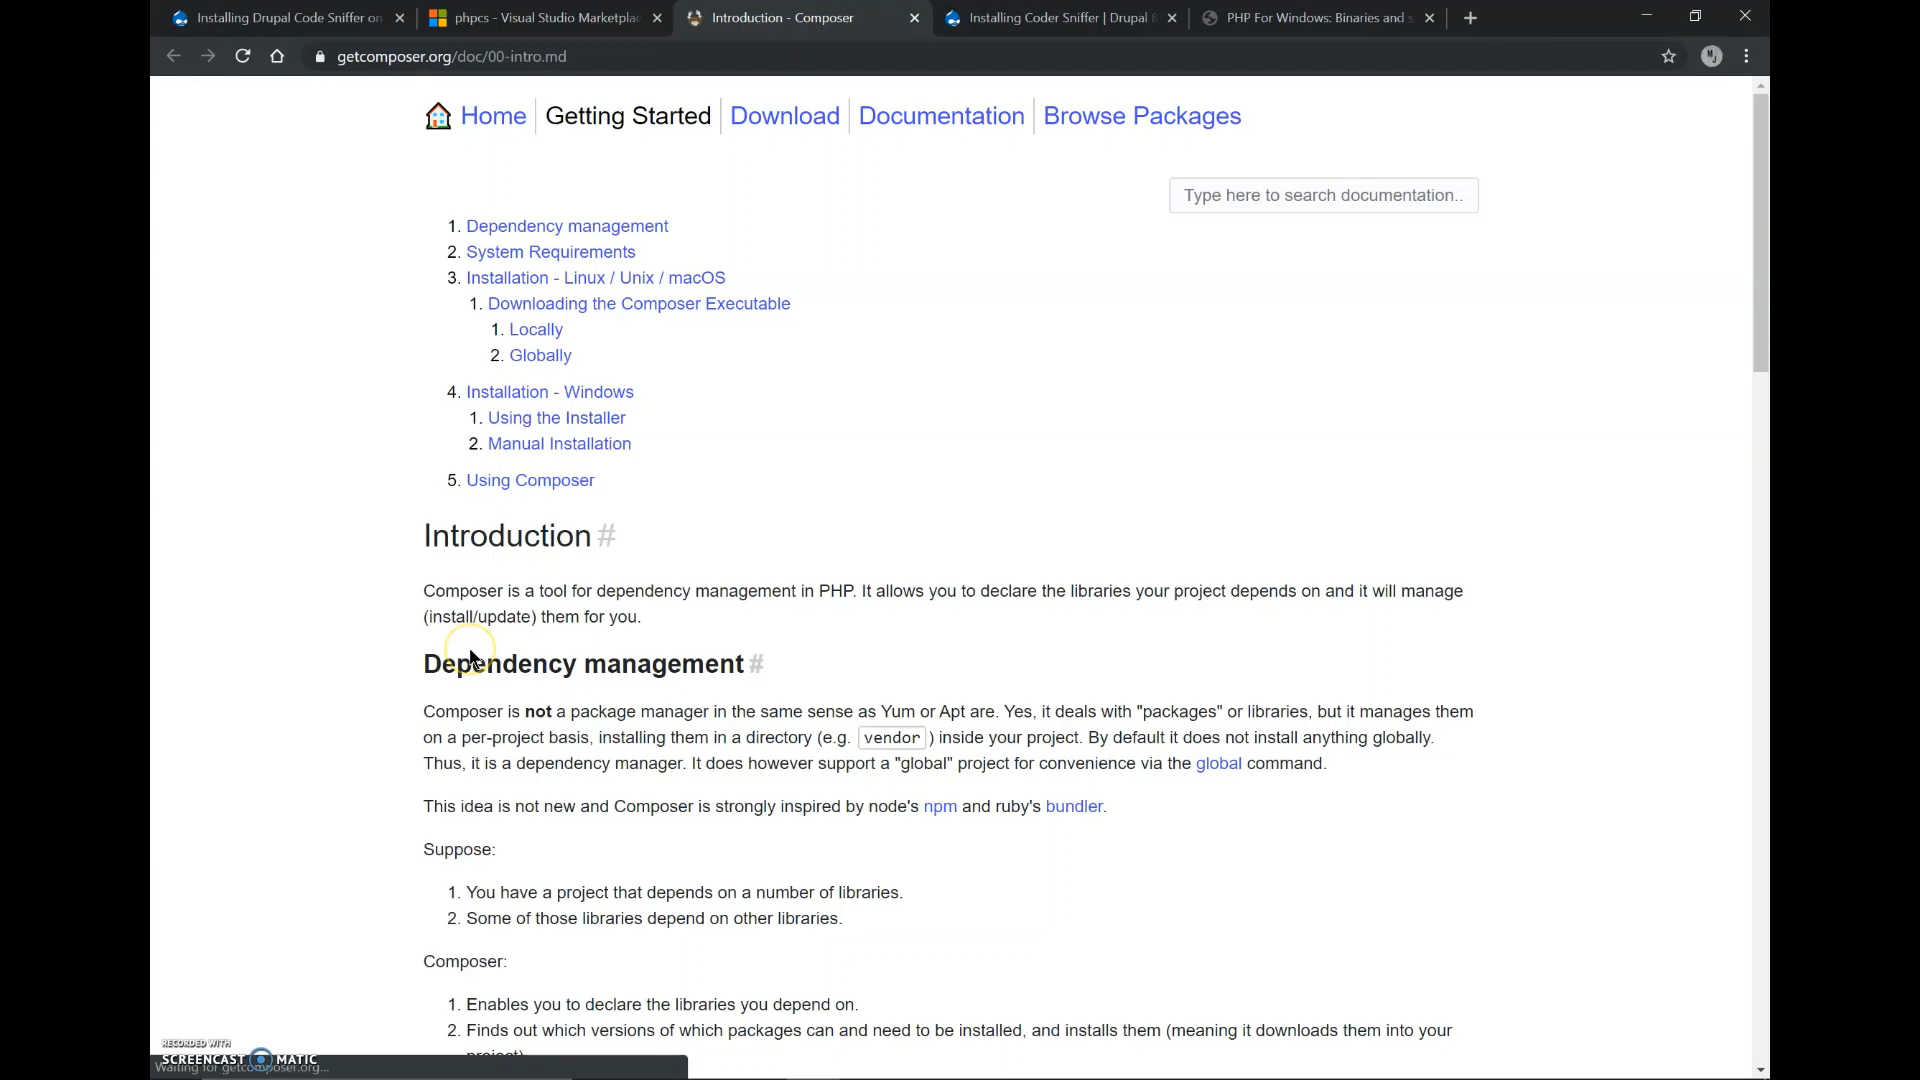 Installing Drupal Code Sniffer on
phpcs - Visual Studio Marketplac
Introduction - Composer
Installing Coder Sniffer | Drupal 8
PHP For Windows: Binaries and s
getcomposer.org/doc/00-intro.md
MJ
Home
Getting Started
Download
Documentation
Browse Packages
Type here to search documentation..
1. Dependency management
2. System Requirements
3. Installation - Linux / Unix / macOS
1. Downloading the Composer Executable
1. Locally
2. Globally
4. Installation - Windows
1. Using the Installer
2. Manual Installation
5. Using Composer
Introduction #
Composer is a tool for dependency management in PHP. It allows you to declare the libraries your project depends on and it will manage
(install/update) them for you.
Dependency management #
Composer is not a package manager in the same sense as Yum or Apt are. Yes, it deals with "packages" or libraries, but it manages them
on a per-project basis, installing them in a directory (e.g. vendor ) inside your project. By default it does not install anything globally.
Thus, it is a dependency manager. It does however support a "global" project for convenience via the global command.
This idea is not new and Composer is strongly inspired by node's npm and ruby's bundler.
Suppose:
1. You have a project that depends on a number of libraries.
2. Some of those libraries depend on other libraries.
Composer:
1. Enables you to declare the libraries you depend on.
2. Finds out which versions of which packages can and need to be installed, and installs them (meaning it downloads them into your
project).
RECORDED WITH
SCREENCAST MATIC
Waiting for getcomposer.org...